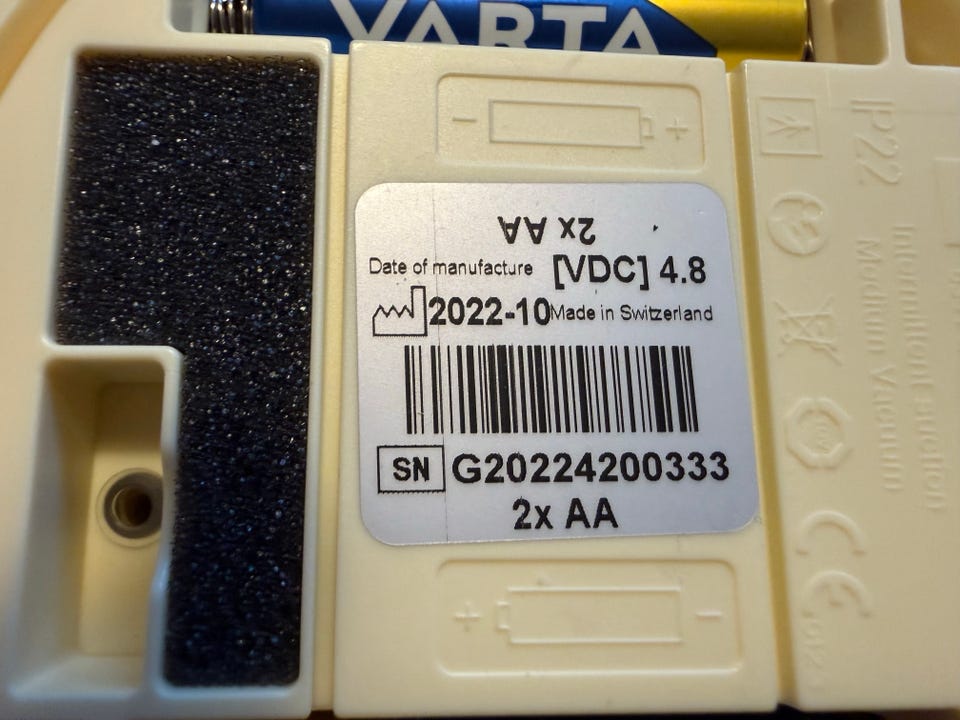 VARTA
2x AA
Date of manufacture [VDC] 4.8
2022-10 Made in Switzerland
SN G20224200333
2x AA
IP22
Intermittent suction
Medium Vacuum
CE